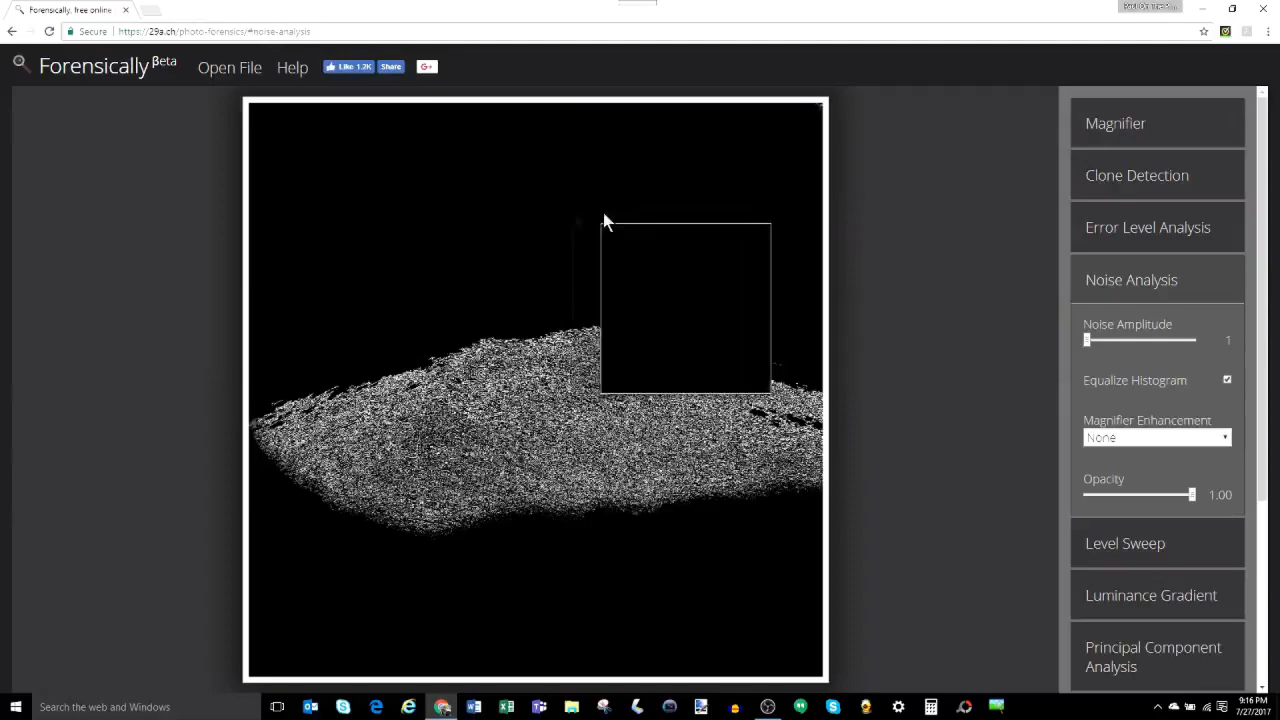 Forensically, free online
Secure
https://29a.ch/photo-forensics/#noise-analysis
Forensically Beta
Open File
Help
Like 1.2K
Share
G+
Magnifier
Clone Detection
Error Level Analysis
Noise Analysis
Noise Amplitude
1
Equalize Histogram
Magnifier Enhancement
None
Opacity
1.00
Level Sweep
Luminance Gradient
Principal Component
Analysis
Search the web and Windows
9:16 PM
7/27/2017